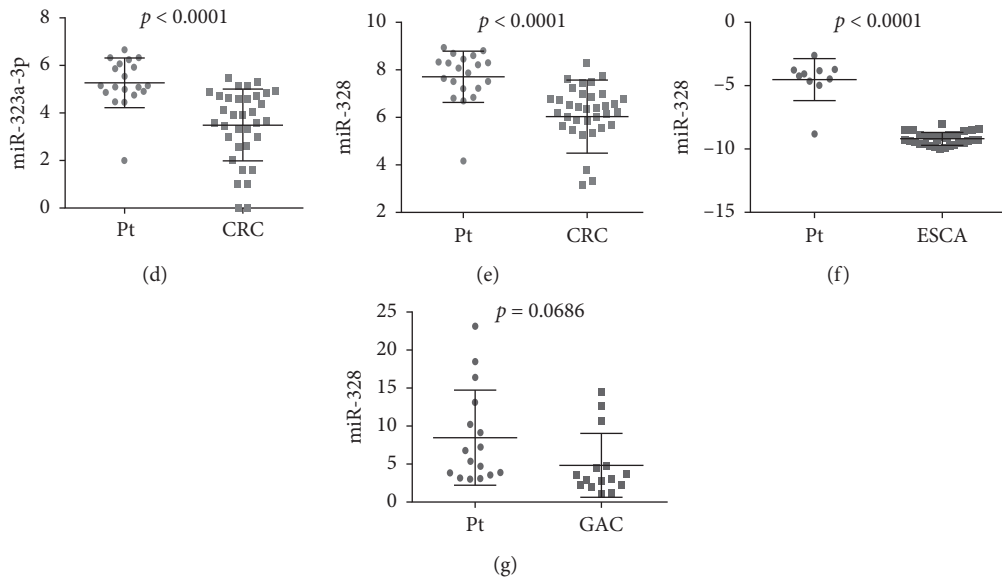 p < 0.0001
miR-323a-3p
8
6
4
2
0
Pt
CRC
(d)
p < 0.0001
miR-328
10
8
6
4
2
Pt
CRC
(e)
p < 0.0001
miR-328
0
−5
−10
−15
Pt
ESCA
(f)
p = 0.0686
miR-328
25
20
15
10
5
0
Pt
GAC
(g)